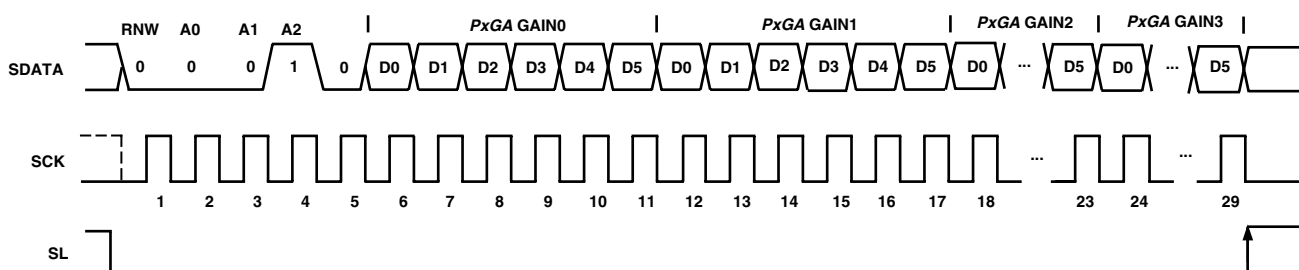 PxGA GAIN0 PxGA GAIN1 PxGA GAIN2 PxGA GAIN3
RNW A0 A1 A2
SDATA 0 0 0 1 0 D0 D1 D2 D3 D4 D5 D0 D1 D2 D3 D4 D5 D0 ... D5 D0 ... D5
SCK ... ...
1 2 3 4 5 6 7 8 9 10 11 12 13 14 15 16 17 18 23 24 29
SL